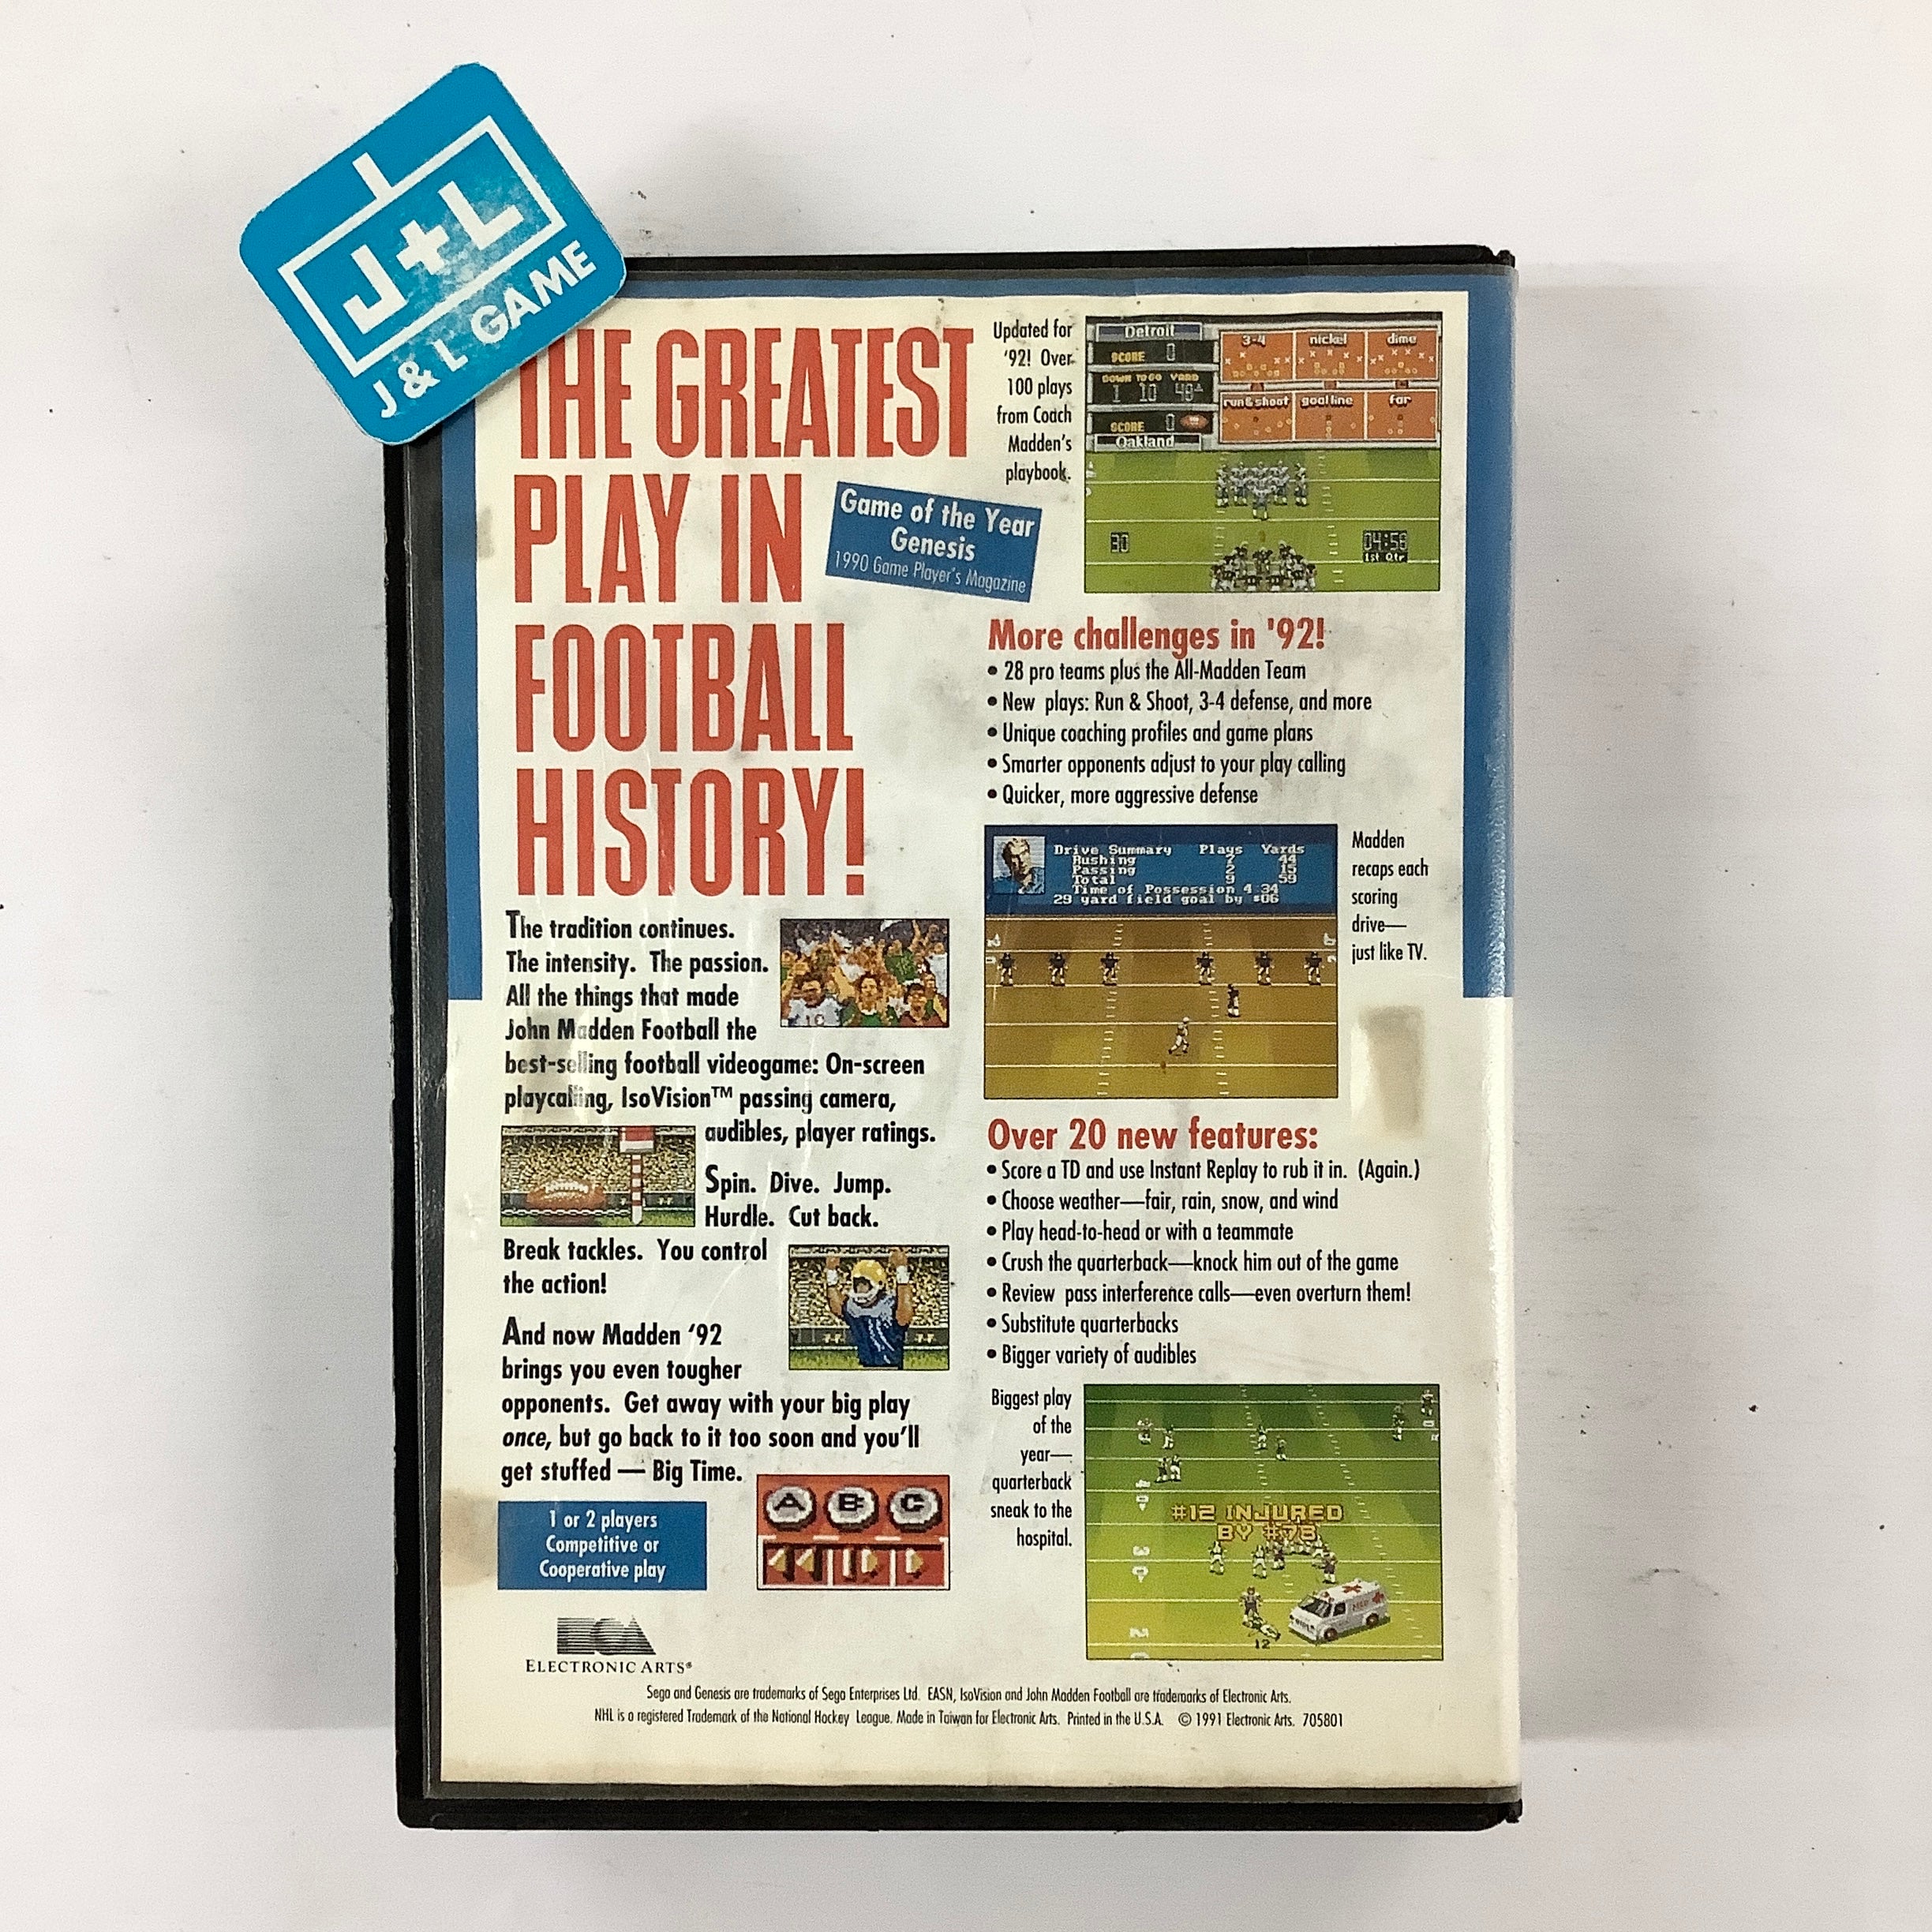 J+L
J & L GAME
THE GREATEST
PLAY IN
FOOTBALL
HISTORY!
Game of the Year
Genesis
1990 Game Player's Magazine
The tradition continues.
The intensity. The passion.
All the things that made
John Madden Football the
best-selling football videogame: On-screen
playcalling, IsoVision™ passing camera,
audibles, player ratings.
Spin. Dive. Jump.
Hurdle. Cut back.
Break tackles. You control
the action!
And now Madden '92
brings you even tougher
opponents. Get away with your big play
once, but go back to it too soon and you'll
get stuffed — Big Time.
A B C
1 or 2 players
Competitive or
Cooperative play
EA
ELECTRONIC ARTS®
Updated for
'92! Over
100 plays
from Coach
Madden's
playbook.
Detroit
SCORE 0
DOWN TO GO YARD
1 10 49
SCORE 0
Oakland
3-4 nickel dime
run&shoot goal line far
30
04:58
1st Qtr
More challenges in '92!
• 28 pro teams plus the All-Madden Team
• New plays: Run & Shoot, 3-4 defense, and more
• Unique coaching profiles and game plans
• Smarter opponents adjust to your play calling
• Quicker, more aggressive defense
Drive Summary Plays Yards
Rushing 7 44
Passing 2 15
Total 9 59
Time of Possession 4 34
29 yard field goal by #06
Madden
recaps each
scoring
drive—
just like TV.
Over 20 new features:
• Score a TD and use Instant Replay to rub it in. (Again.)
• Choose weather—fair, rain, snow, and wind
• Play head-to-head or with a teammate
• Crush the quarterback—knock him out of the game
• Review pass interference calls—even overturn them!
• Substitute quarterbacks
• Bigger variety of audibles
Biggest play
of the
year—
quarterback
sneak to the
hospital.
#12 INJURED
BY #78
12
Sega and Genesis are trademarks of Sega Enterprises Ltd. EASN, IsoVision and John Madden Football are trademarks of Electronic Arts.
NHL is a registered Trademark of the National Hockey League. Made in Taiwan for Electronic Arts. Printed in the U.S.A. © 1991 Electronic Arts. 705801